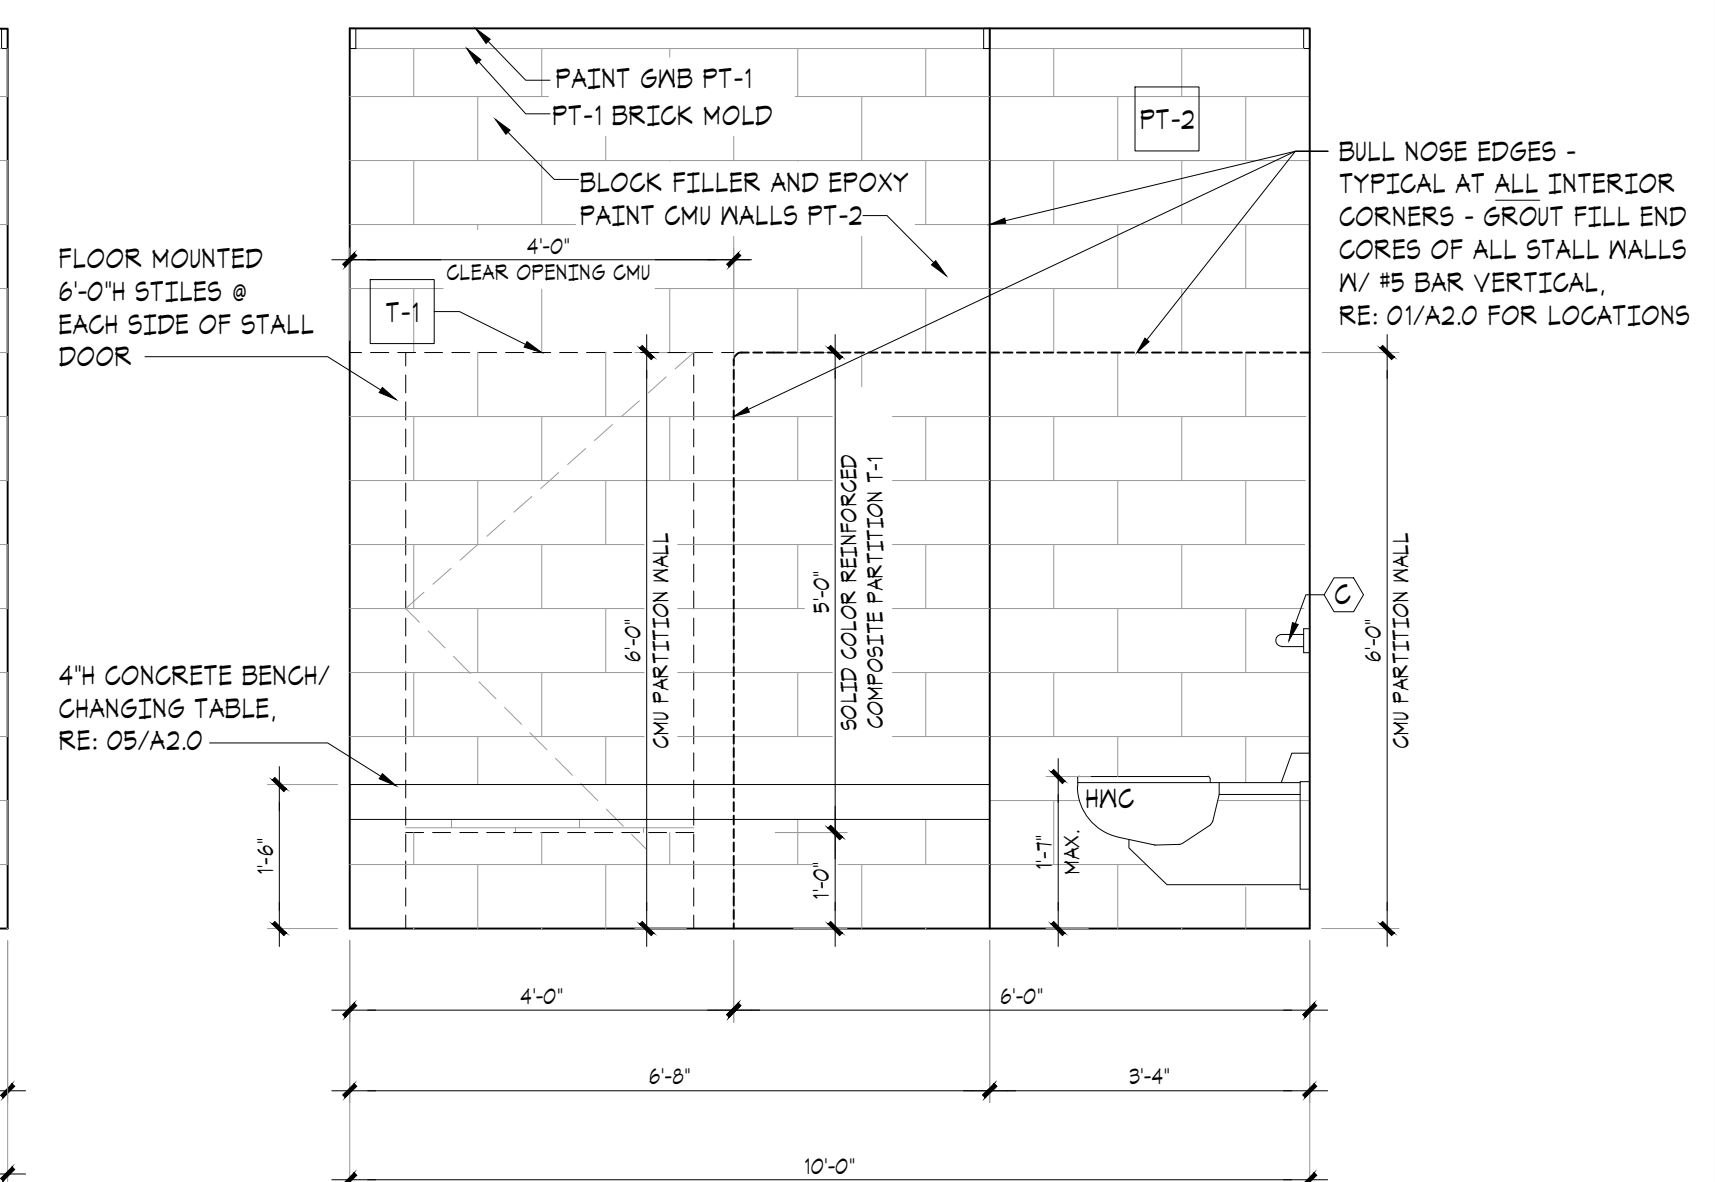 PAINT GWB PT-1
PT-1 BRICK MOLD
PT-2
BLOCK FILLER AND EPOXY
PAINT CMU WALLS PT-2
BULL NOSE EDGES -
TYPICAL AT ALL INTERIOR
CORNERS - GROUT FILL END
CORES OF ALL STALL WALLS
W/ #5 BAR VERTICAL,
RE: 01/A2.0 FOR LOCATIONS
4'-0"
CLEAR OPENING CMU
FLOOR MOUNTED
6'-0"H STILES @
EACH SIDE OF STALL
DOOR
T-1
6'-0"
CMU PARTITION WALL
5'-0"
SOLID COLOR REINFORCED
COMPOSITE PARTITION T-1
C
6'-0"
CMU PARTITION WALL
4"H CONCRETE BENCH/
CHANGING TABLE,
RE: 05/A2.0
HWC
1'-6"
1'-0"
1'-7"
MAX.
4'-0"
6'-0"
6'-8"
3'-4"
10'-0"